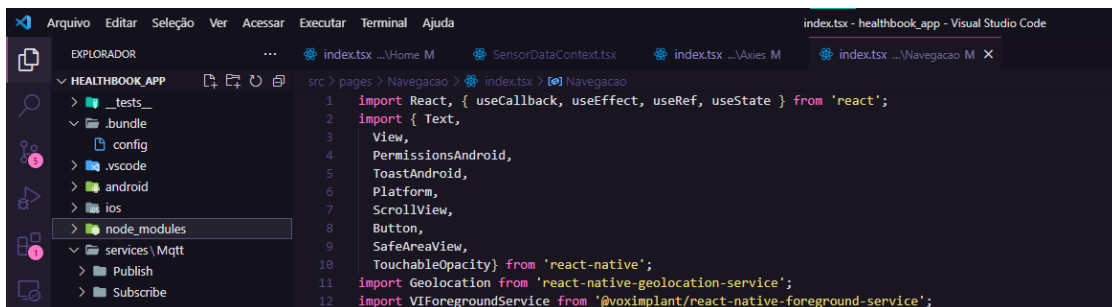 Arquivo Editar Seleção Ver Acessar Executar Terminal Ajuda index.tsx - healthbook_app - Visual Studio Code
EXPLORADOR ... index.tsx ...\Home M SensorDataContext.tsx index.tsx ...\Axies M index.tsx ...\Navegacao M
HEALTHBOOK_APP src > pages > Navegacao > index.tsx > Navegacao
__tests__
.bundle
config
.vscode
android
ios
node_modules
services\Mqtt
Publish
Subscribe
5
1
1 import React, { useCallback, useEffect, useRef, useState } from 'react';
2 import { Text,
3 View,
4 PermissionsAndroid,
5 ToastAndroid,
6 Platform,
7 ScrollView,
8 Button,
9 SafeAreaView,
10 TouchableOpacity} from 'react-native';
11 import Geolocation from 'react-native-geolocation-service';
12 import VIForegroundService from '@voximplant/react-native-foreground-service';